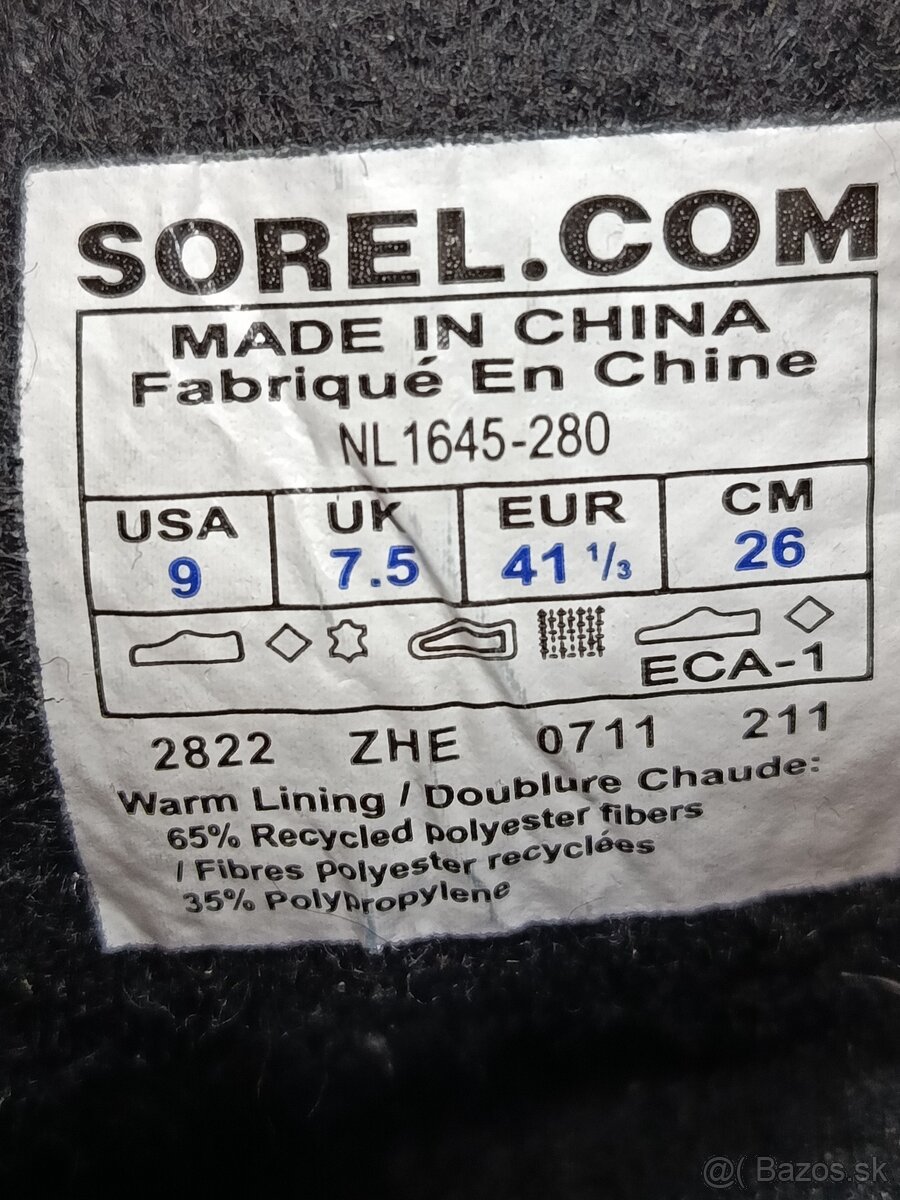 SOREL.COM
MADE IN CHINA
Fabriqué En Chine
NL1645-280
USA UK EUR CM
9 7.5 41 1/3 26
ECA-1
2822 ZHE 0711 211
Warm Lining / Doublure Chaude:
65% Recycled polyester fibers
/ Fibres polyester recyclées
35% Polypropylene
@( Bazos.sk